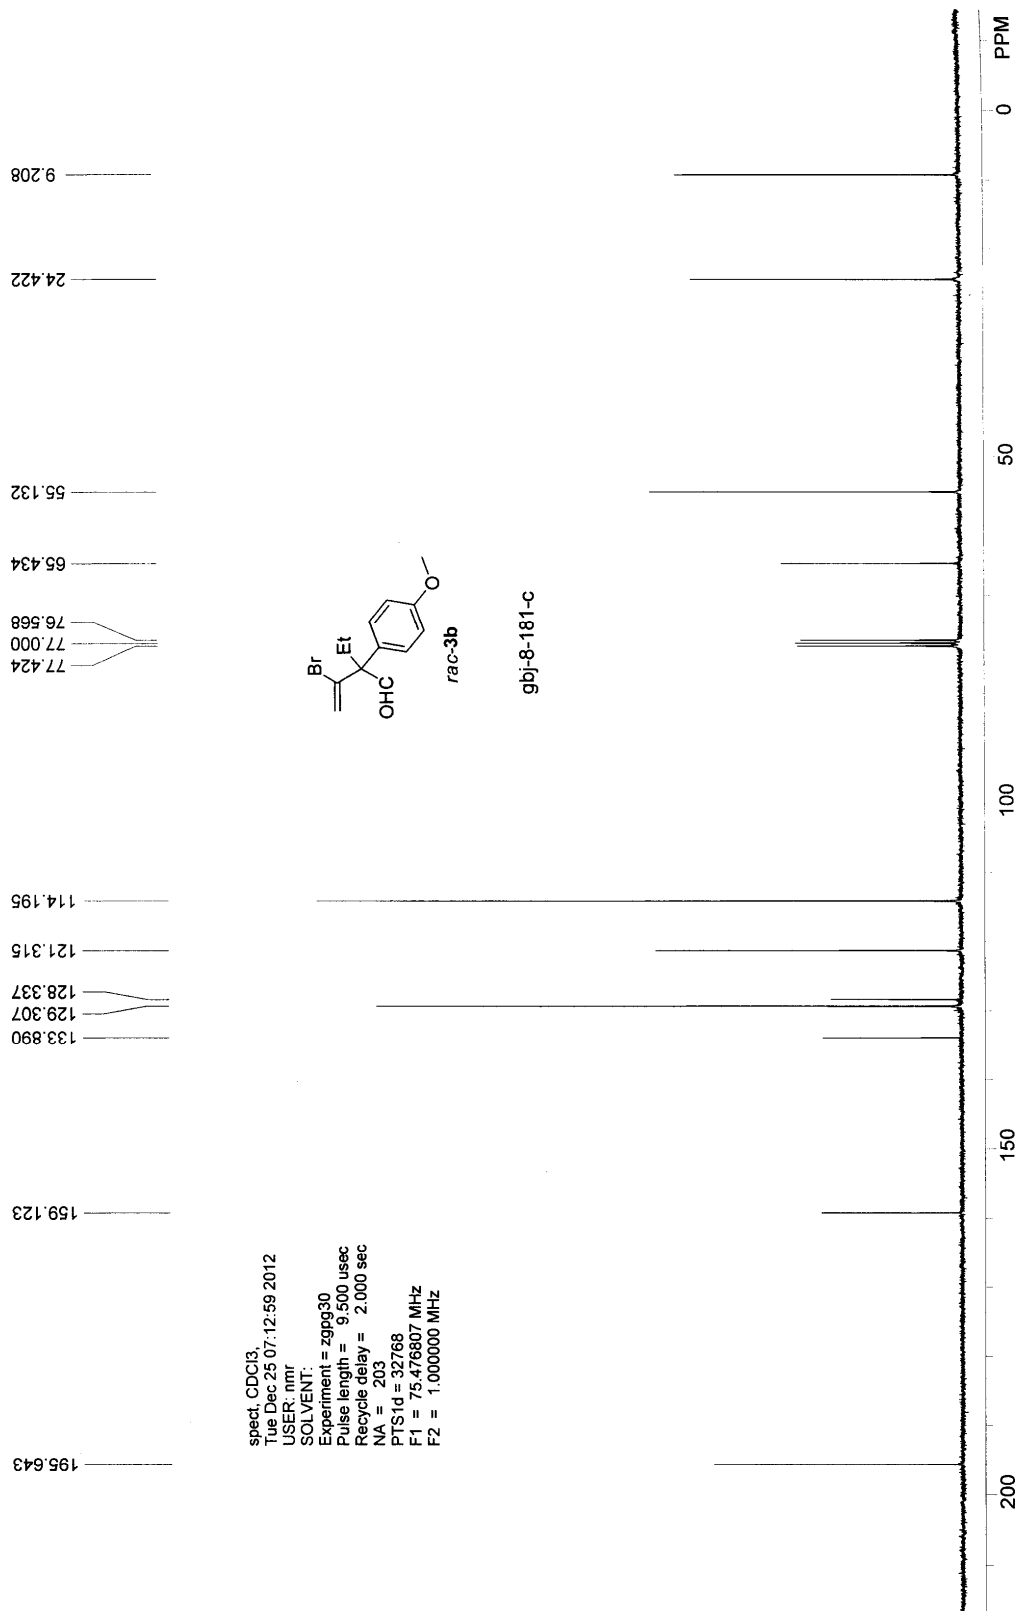 195.643
159.123
133.890
129.307
128.337
121.315
114.195
77.424
77.000
76.568
65.434
55.132
24.422
9.208
spect, CDCl3,
Tue Dec 25 07:12:59 2012
USER: nmr
SOLVENT:
Experiment = zgpg30
Pulse length = 9.500 usec
Recycle delay = 2.000 sec
NA = 203
PTS1d = 32768
F1 = 75.476807 MHz
F2 = 1.000000 MHz
Br
Et
OHC
O
rac-3b
gbj-8-181-c
200
150
100
50
0
PPM